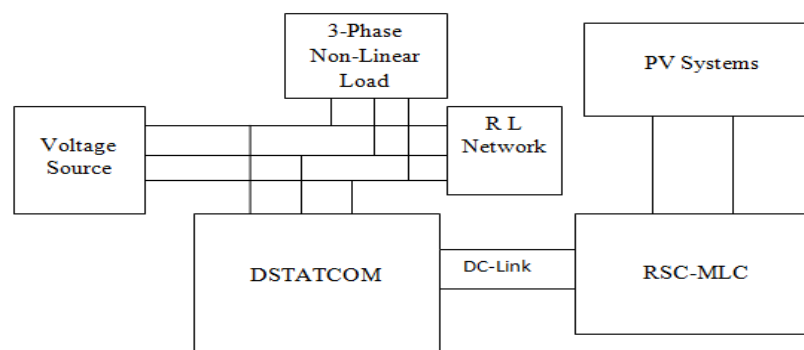 3-Phase
Non-Linear
Load
PV Systems
Voltage
Source
R L
Network
DSTATCOM
DC-Link
RSC-MLC